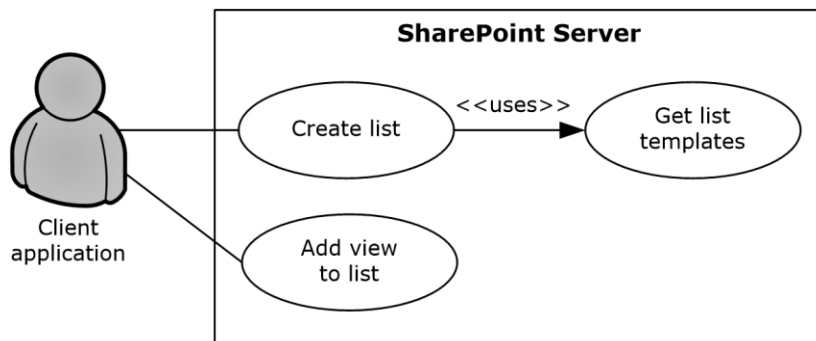 SharePoint Server
Create list
<<uses>>
Get list
templates
Client
application
Add view
to list